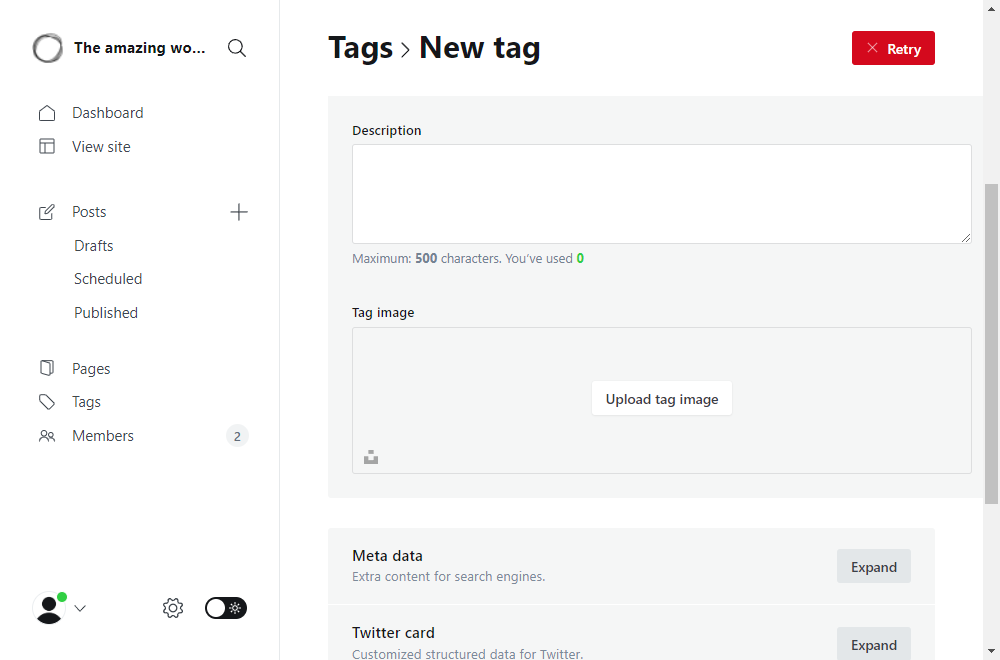 The amazing wo...
Dashboard
View site
Posts
Drafts
Scheduled
Published
Pages
Tags
Members
2
Tags > New tag
Retry
Description
Maximum: 500 characters. You've used 0
Tag image
Upload tag image
Meta data
Extra content for search engines.
Expand
Twitter card
Customized structured data for Twitter.
Expand